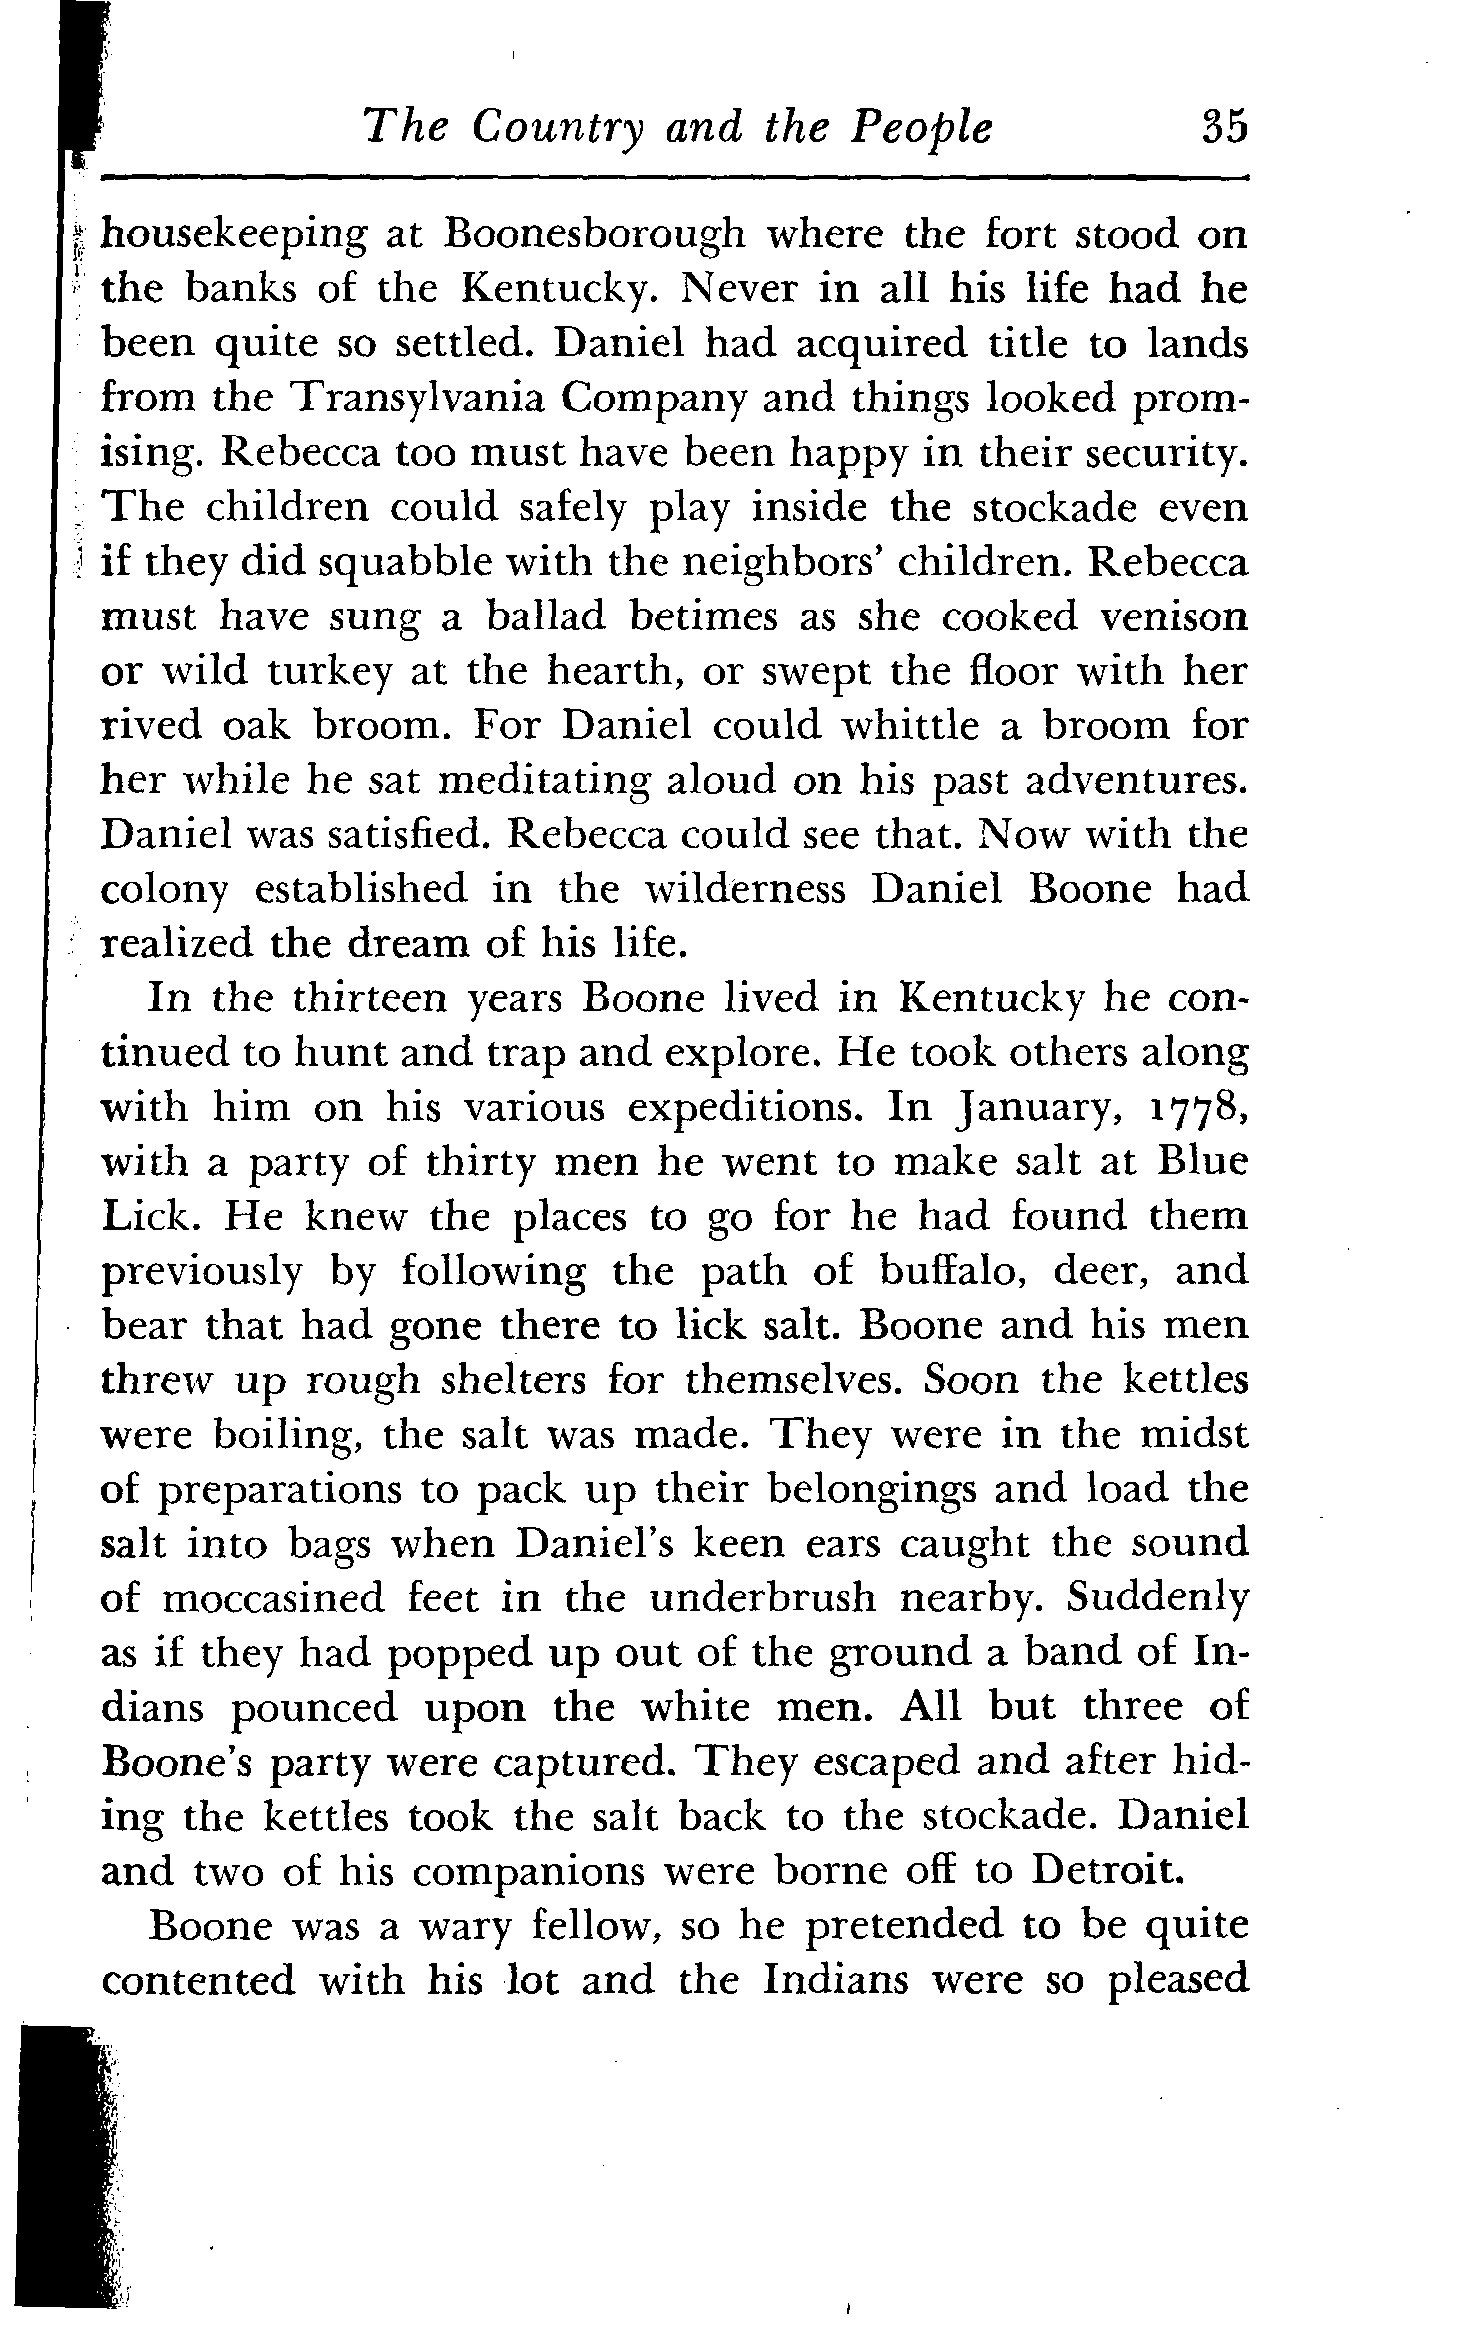 The Country and the People 35
housekeeping at Boonesborough where the fort stood on
the banks of the Kentucky. Never in all his life had he
been quite so settled. Daniel had acquired title to lands
from the Transylvania Company and things looked prom-
ising. Rebecca too must have been happy in their security.
The children could safely play inside the stockade even
if they did squabble with the neighbors' children. Rebecca
must have sung a ballad betimes as she cooked venison
or wild turkey at the hearth, or swept the floor with her
rived oak broom. For Daniel could whittle a broom for
her while he sat meditating aloud on his past adventures.
Daniel was satisfied. Rebecca could see that. Now with the
colony established in the wilderness Daniel Boone had
realized the dream of his life.
In the thirteen years Boone lived in Kentucky he con-
tinued to hunt and trap and explore. He took others along
with him on his various expeditions. In January, 1778,
with a party of thirty men he went to make salt at Blue
Lick. He knew the places to go for he had found them
previously by following the path of buffalo, deer, and
bear that had gone there to lick salt. Boone and his men
threw up rough shelters for themselves. Soon the kettles
were boiling, the salt was made. They were in the midst
of preparations to pack up their belongings and load the
salt into bags when Daniel's keen ears caught the sound
of moccasined feet in the underbrush nearby. Suddenly
as if they had popped up out of the ground a band of In-
dians pounced upon the white men. All but three of
Boone's party were captured. They escaped and after hid-
ing the kettles took the salt back to the stockade. Daniel
and two of his companions were borne off to Detroit.
Boone was a wary fellow, so he pretended to be quite
contented with his lot and the Indians were so pleased